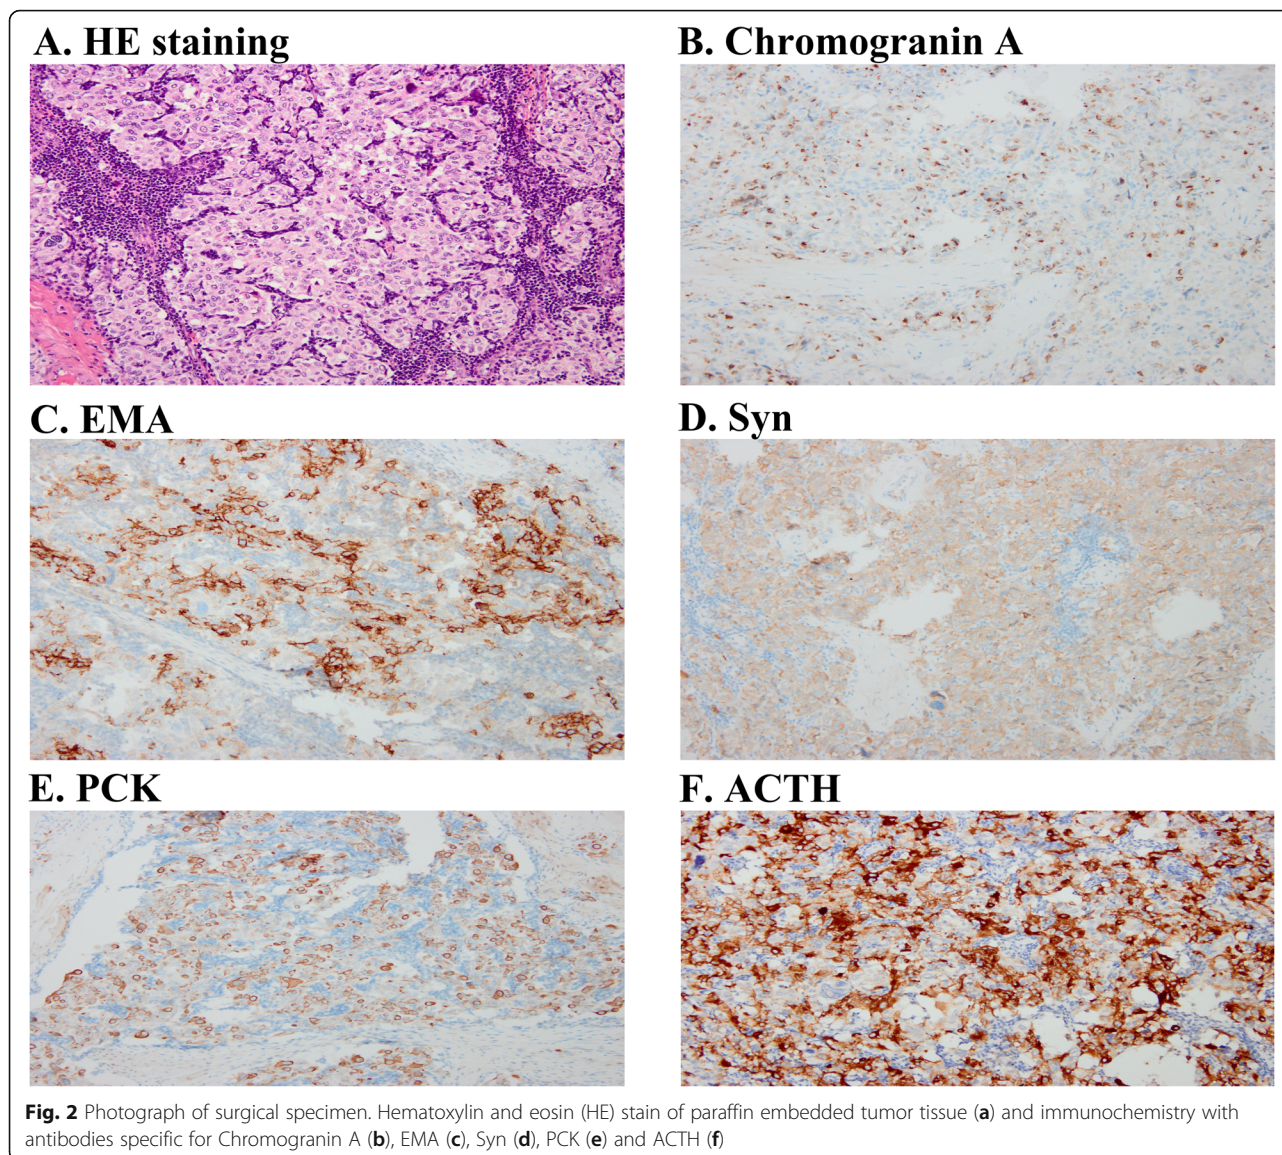 A. HE staining
B. Chromogranin A
C. EMA
D. Syn
E. PCK
F. ACTH
Fig. 2 Photograph of surgical specimen. Hematoxylin and eosin (HE) stain of paraffin embedded tumor tissue (a) and immunochemistry with
antibodies specific for Chromogranin A (b), EMA (c), Syn (d), PCK (e) and ACTH (f)